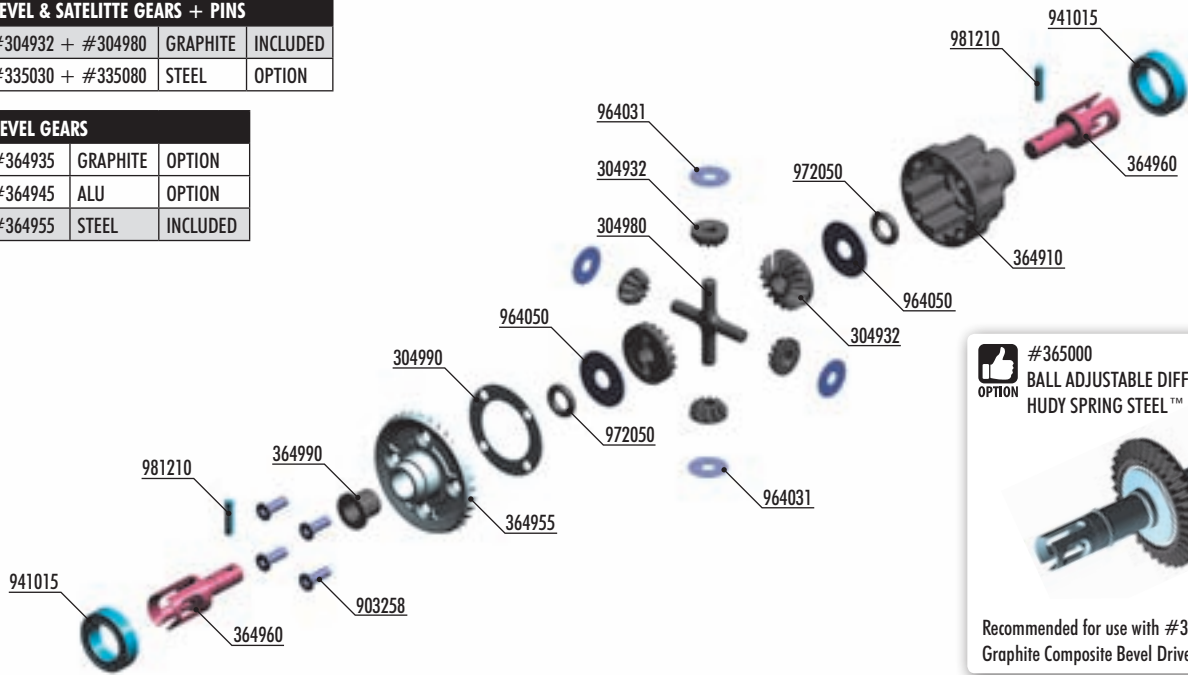 EVEL & SATELITTE GEARS + PINS
#304932 + #304980 GRAPHITE INCLUDED
#335030 + #335080 STEEL OPTION
EVEL GEARS
#364935 GRAPHITE OPTION
#364945 ALU OPTION
#364955 STEEL INCLUDED
941015
981210
964031
304932
972050
364960
304980
364910
964050
964050
304932
304990
972050
364990
981210
964031
364955
941015
903258
364960
OPTION
#365000
BALL ADJUSTABLE DIFF
HUDY SPRING STEEL™
Recommended for use with #3
Graphite Composite Bevel Drive